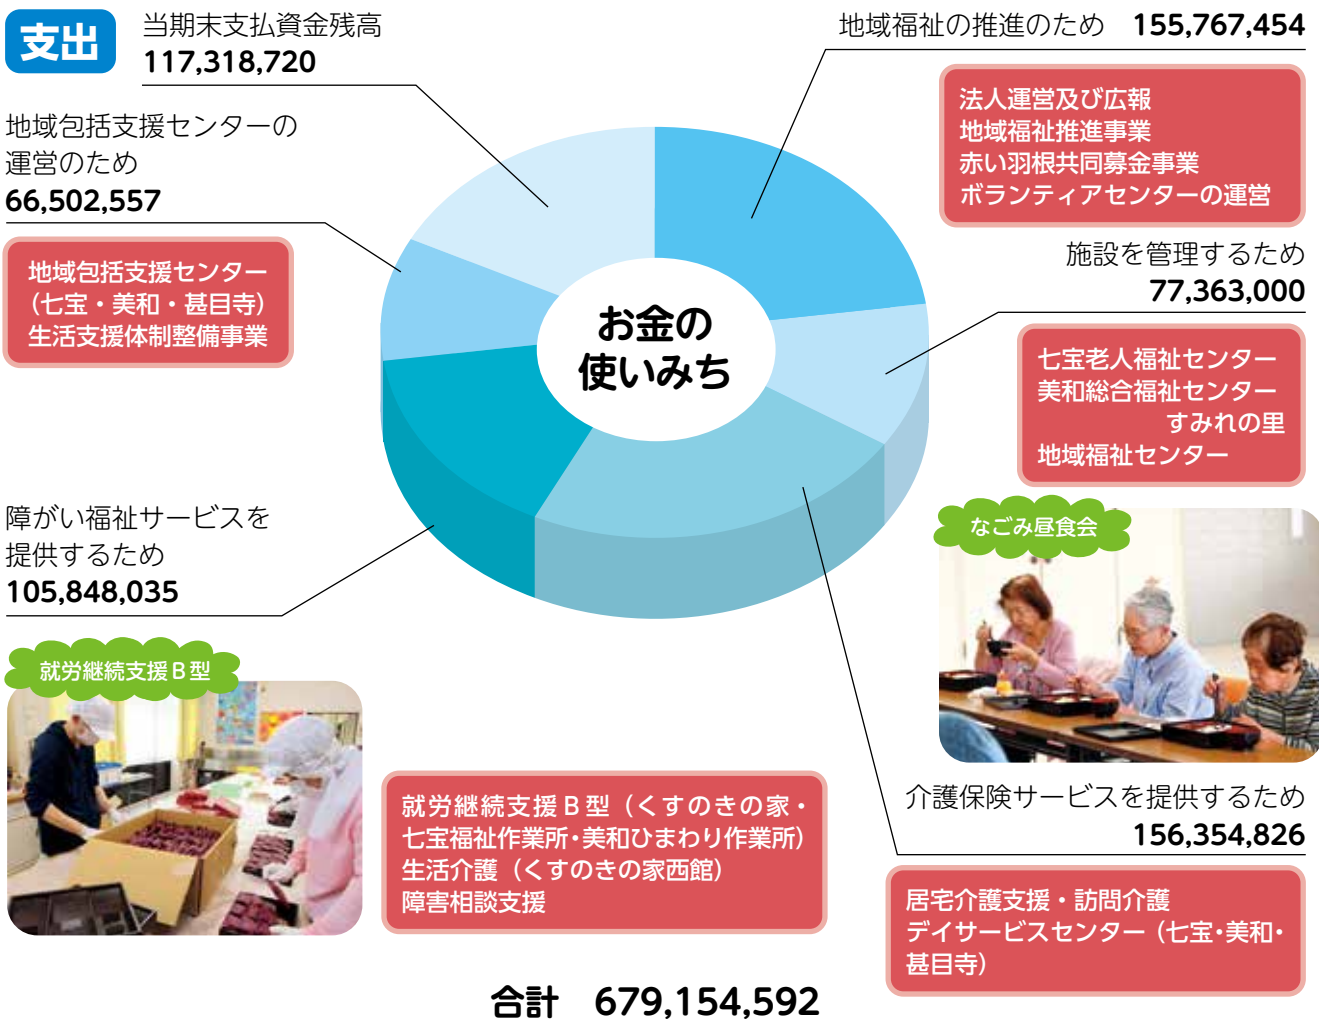 支出
当期末支払資金残高
117,318,720
地域包括支援センターの
運営のため
66,502,557
地域包括支援センター
（七宝・美和・甚目寺）
生活支援体制整備事業
障がい福祉サービスを
提供するため
105,848,035
就労継続支援B型
就労継続支援B型（くすのきの家・
七宝福祉作業所・美和ひまわり作業所）
生活介護（くすのきの家西館）
障害相談支援
お金の
使いみち
地域福祉の推進のため 155,767,454
法人運営及び広報
地域福祉推進事業
赤い羽根共同募金事業
ボランティアセンターの運営
施設を管理するため
77,363,000
七宝老人福祉センター
美和総合福祉センター
すみれの里
地域福祉センター
なごみ昼食会
介護保険サービスを提供するため
156,354,826
居宅介護支援・訪問介護
デイサービスセンター（七宝・美和・
甚目寺）
合計 679,154,592